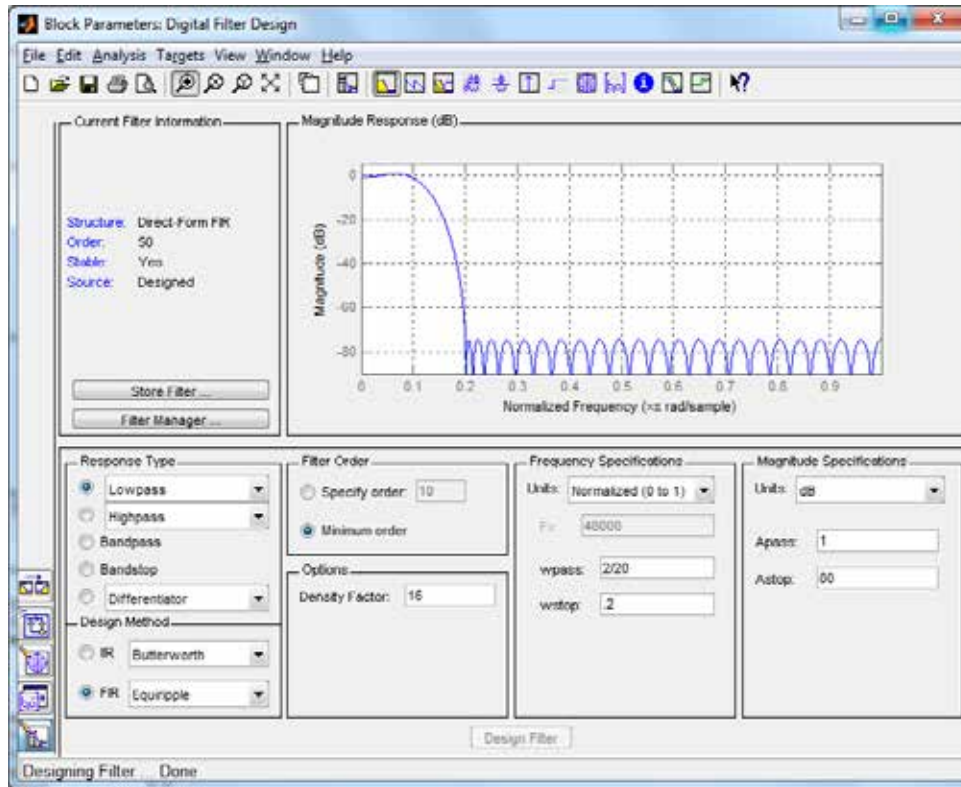 Block Parameters: Digital Filter Design
File Edit Analysis Targets View Window Help
Current Filter Information
Structure: Direct-Form FIR
Order: 50
Stable: Yes
Source: Designed
Store Filter ...
Filter Manager ...
Magnitude Response (dB)
Magnitude (dB)
0
-20
-40
-60
-80
0 0.1 0.2 0.3 0.4 0.5 0.6 0.7 0.8 0.9
Normalized Frequency (×π rad/sample)
Response Type
Lowpass
Highpass
Bandpass
Bandstop
Differentiator
Design Method
IIR Butterworth
FIR Equiripple
Filter Order
Specify order: 10
Minimum order
Options
Density Factor: 16
Frequency Specifications
Units: Normalized (0 to 1)
Fs: 48000
wpass: 2/20
wstop: .2
Magnitude Specifications
Units: dB
Apass: 1
Astop:
Design Filter
Designing Filter ... Done